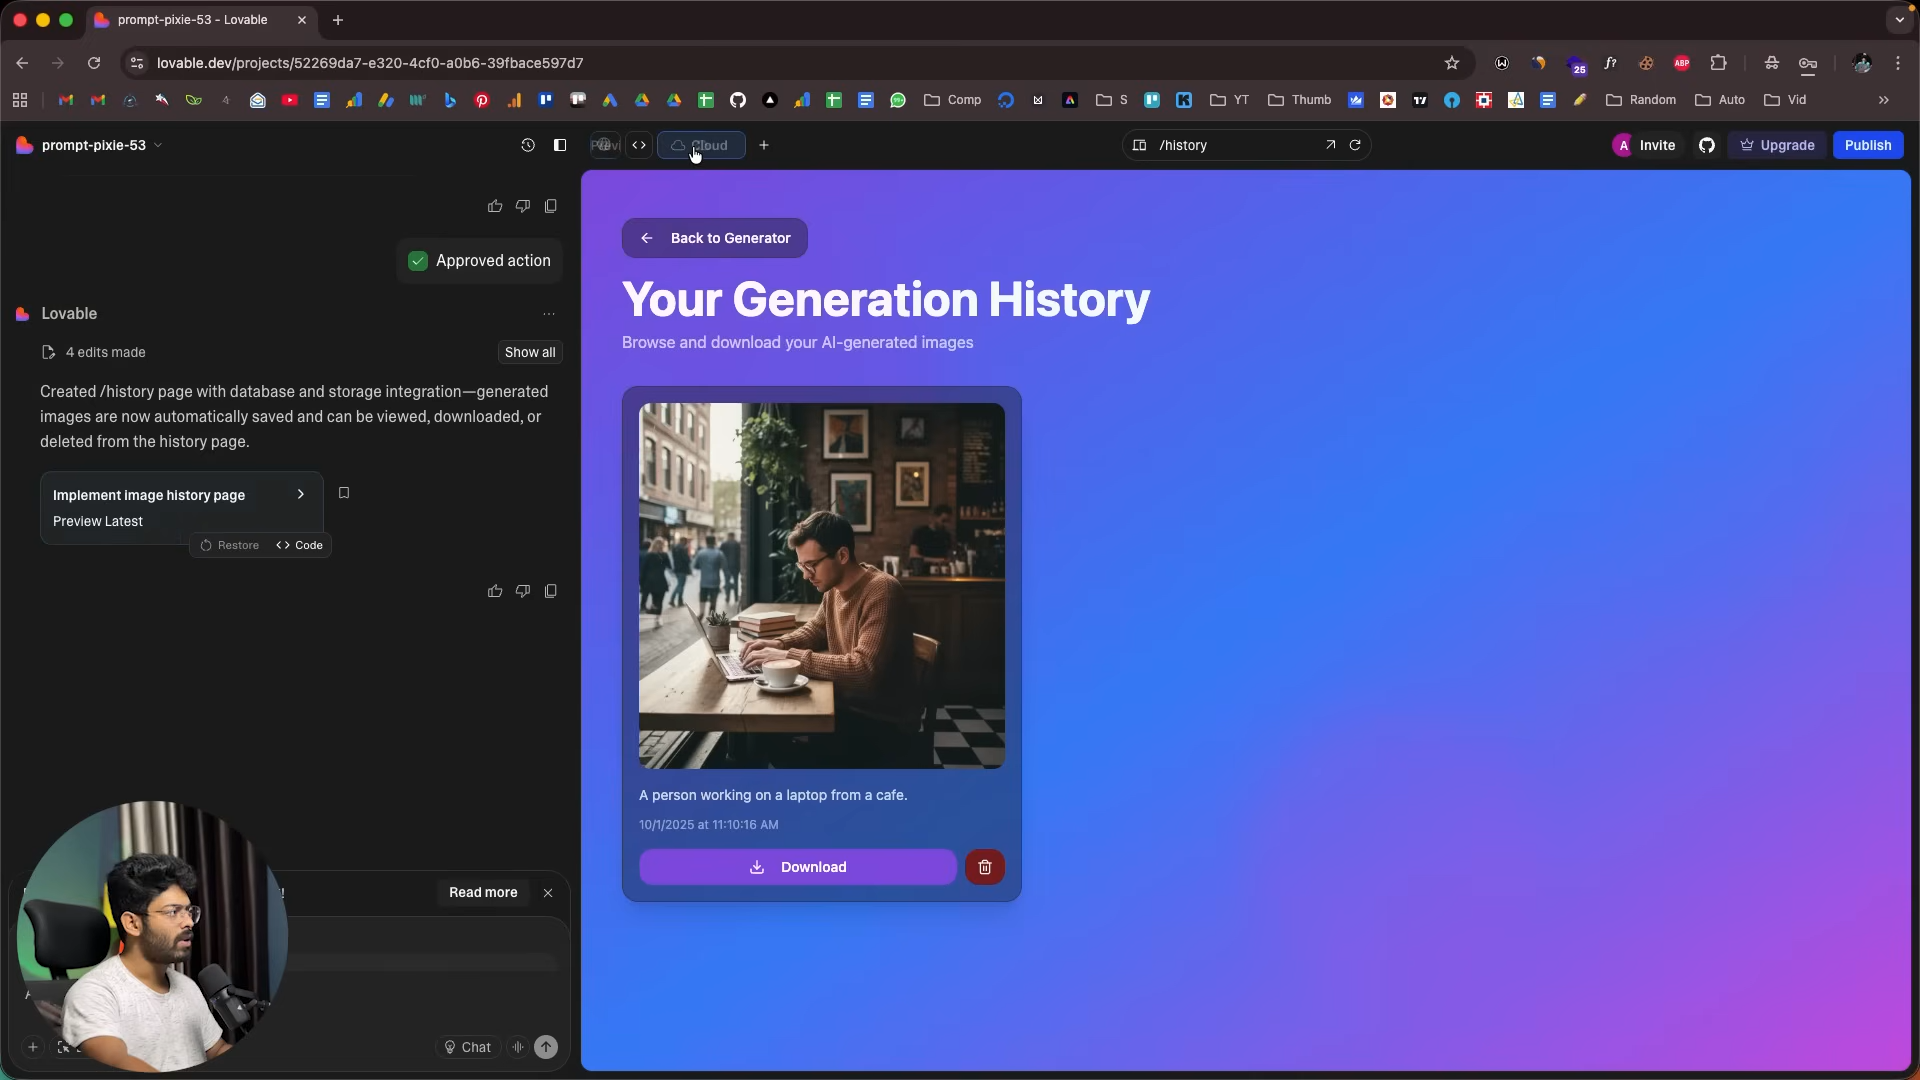 prompt-pixie-53 - Lovable
lovable.dev/projects/52269da7-e320-4cf0-a0b6-39fbace597d7
25
ABP
Comp
S
YT
Thumb
Random
Auto
Vid
prompt-pixie-53
Cloud
/history
A
Invite
Upgrade
Publish
Approved action
Lovable
4 edits made
Show all
Created /history page with database and storage integration—generated
images are now automatically saved and can be viewed, downloaded, or
deleted from the history page.
Implement image history page
Preview Latest
Restore
Code
Read more
Chat
Back to Generator
Your Generation History
Browse and download your AI-generated images
A person working on a laptop from a cafe.
10/1/2025 at 11:10:16 AM
Download